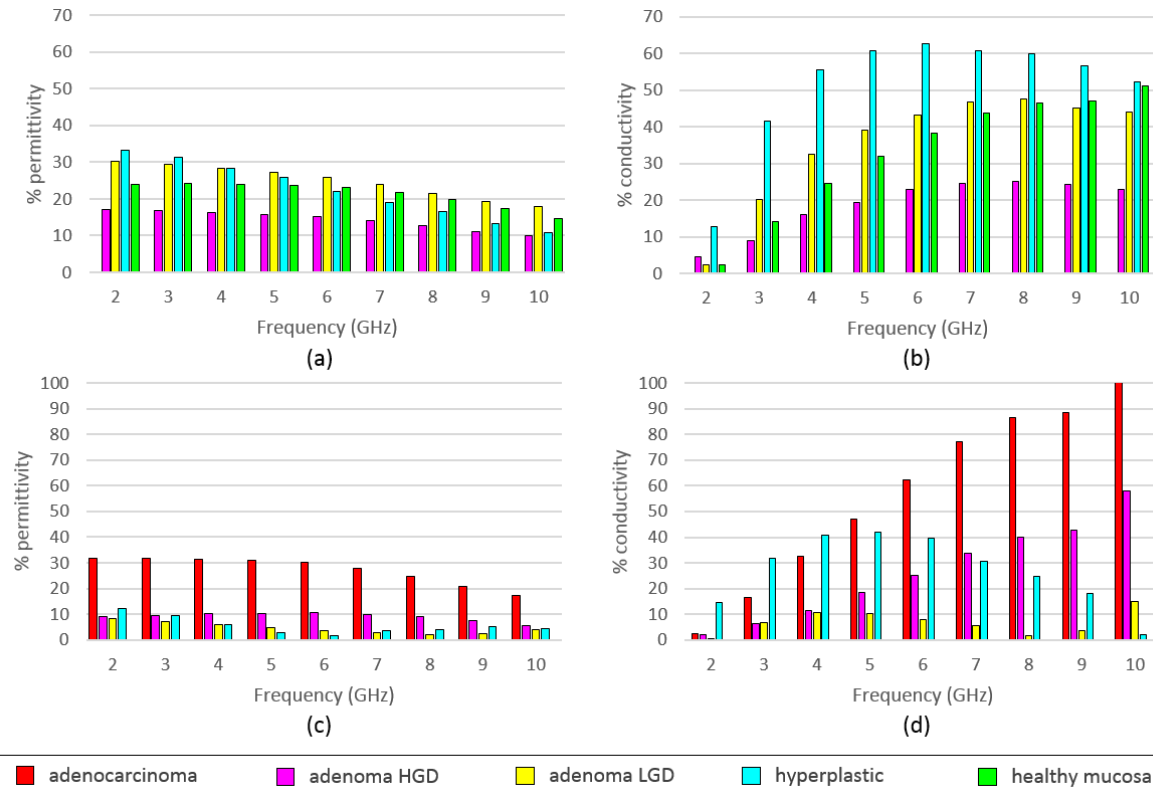 70
60
50
40
30
20
10
0
% permittivity
2 3 4 5 6 7 8 9 10
Frequency (GHz)
(a)
70
60
50
40
30
20
10
0
% conductivity
2 3 4 5 6 7 8 9 10
Frequency (GHz)
(b)
100
90
80
70
60
50
40
30
20
10
0
% permittivity
2 3 4 5 6 7 8 9 10
Frequency (GHz)
(c)
100
90
80
70
60
50
40
30
20
10
0
% conductivity
2 3 4 5 6 7 8 9 10
Frequency (GHz)
(d)
adenocarcinoma adenoma HGD adenoma LGD hyperplastic healthy mucosa